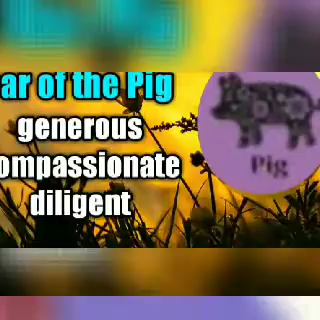 ar of the Pig
generous
ompassionate
diligent
Pig